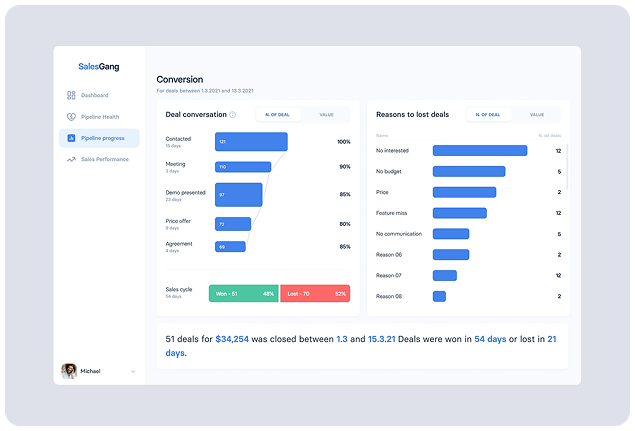 SalesGang
Dashboard
Pipeline Health
Pipeline progress
Sales Performance
Michael
Conversion
For deals between 1.3.2021 and 13.3.2021
Deal conversation
N. OF DEAL
VALUE
Contacted
15 days
121
100%
Meeting
3 days
110
90%
Demo presented
23 days
97
85%
Price offer
9 days
72
80%
Agreement
4 days
69
85%
Sales cycle
54 days
Won - 51
48%
Lost - 70
52%
Reasons to lost deals
N. OF DEAL
VALUE
Name
N. of deals
No interested
12
No budget
5
Price
2
Feature miss
12
No communication
5
Reason 06
2
Reason 07
12
Reason 08
2
51 deals for $34,254 was closed between 1.3 and 15.3.21 Deals were won in 54 days or lost in 21
days.